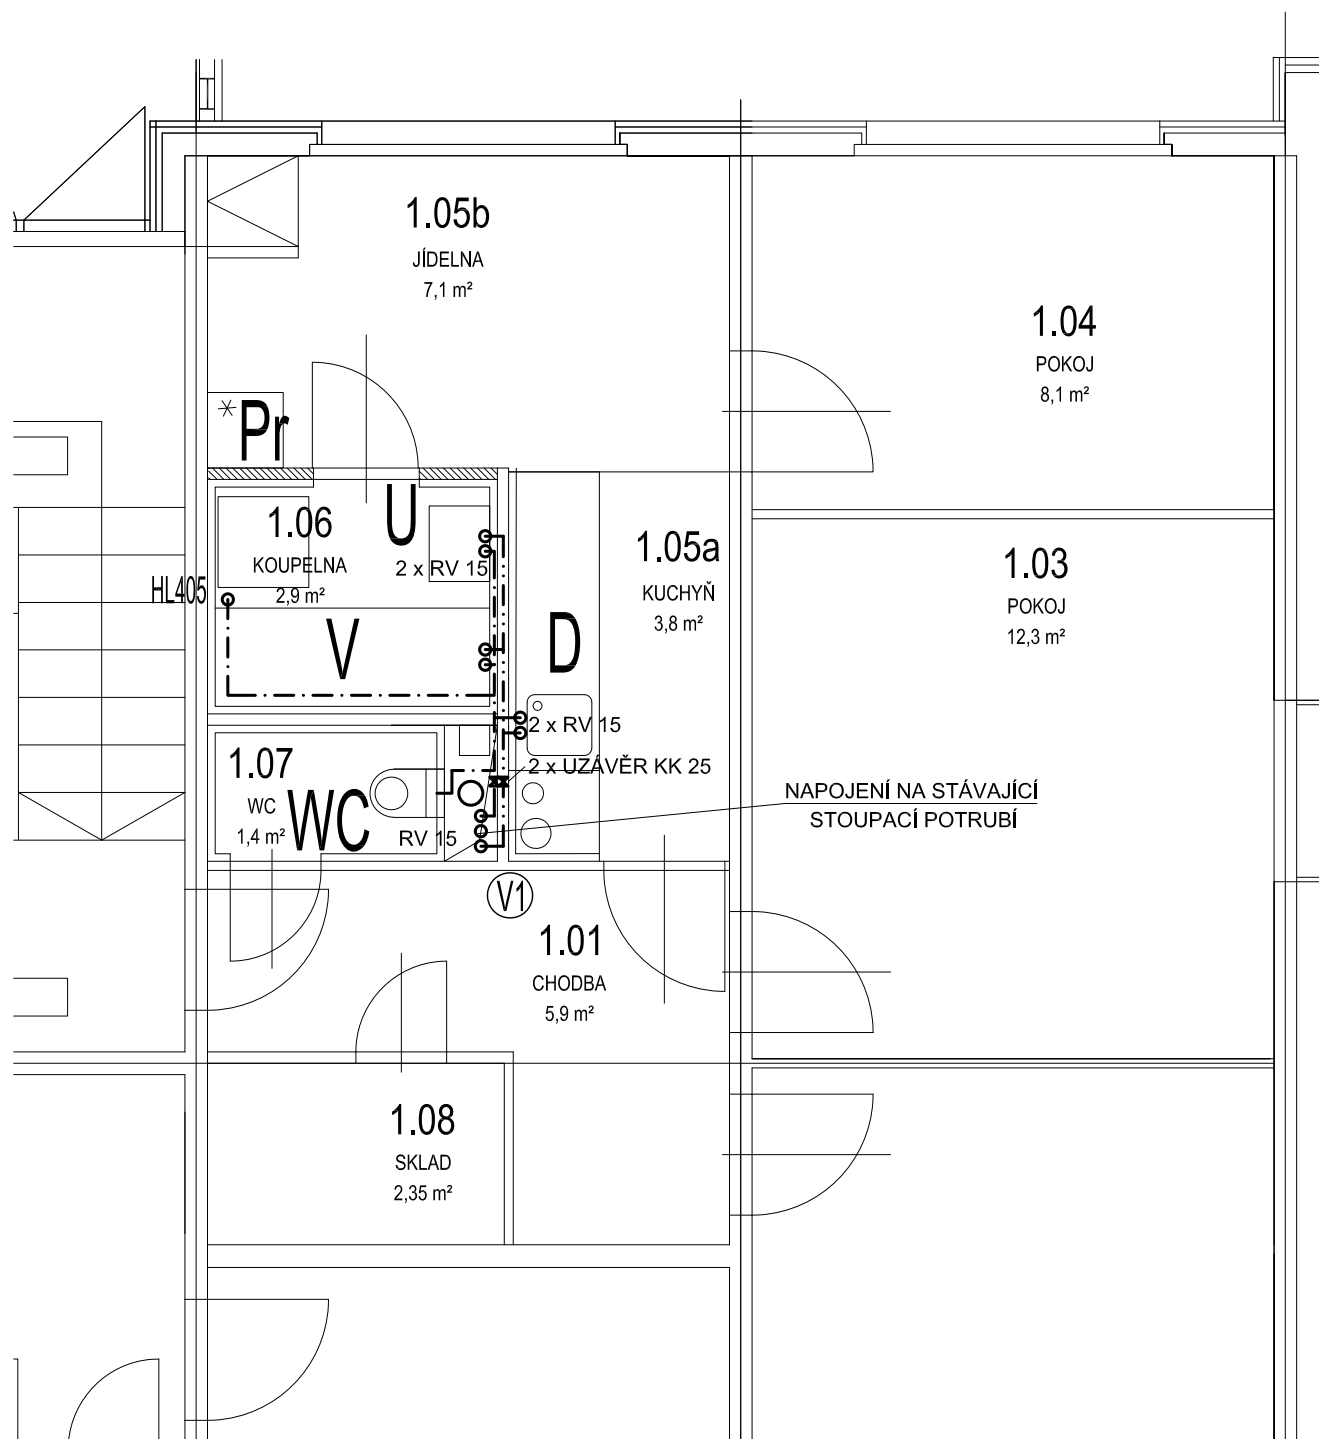 1.05b
JÍDELNA
7,1 m²
1.04
POKOJ
8,1 m²
*Pr
U
1.06
KOUPELNA
2,9 m²
2 x RV 15
HL405
V
1.05a
KUCHYŇ
3,8 m²
D
1.03
POKOJ
12,3 m²
2 x RV 15
2 x UZÁVĚR KK 25
1.07
WC
1,4 m²
WC
RV 15
NAPOJENÍ NA STÁVAJÍCÍ
STOUPACÍ POTRUBÍ
V1
1.01
CHODBA
5,9 m²
1.08
SKLAD
2,35 m²